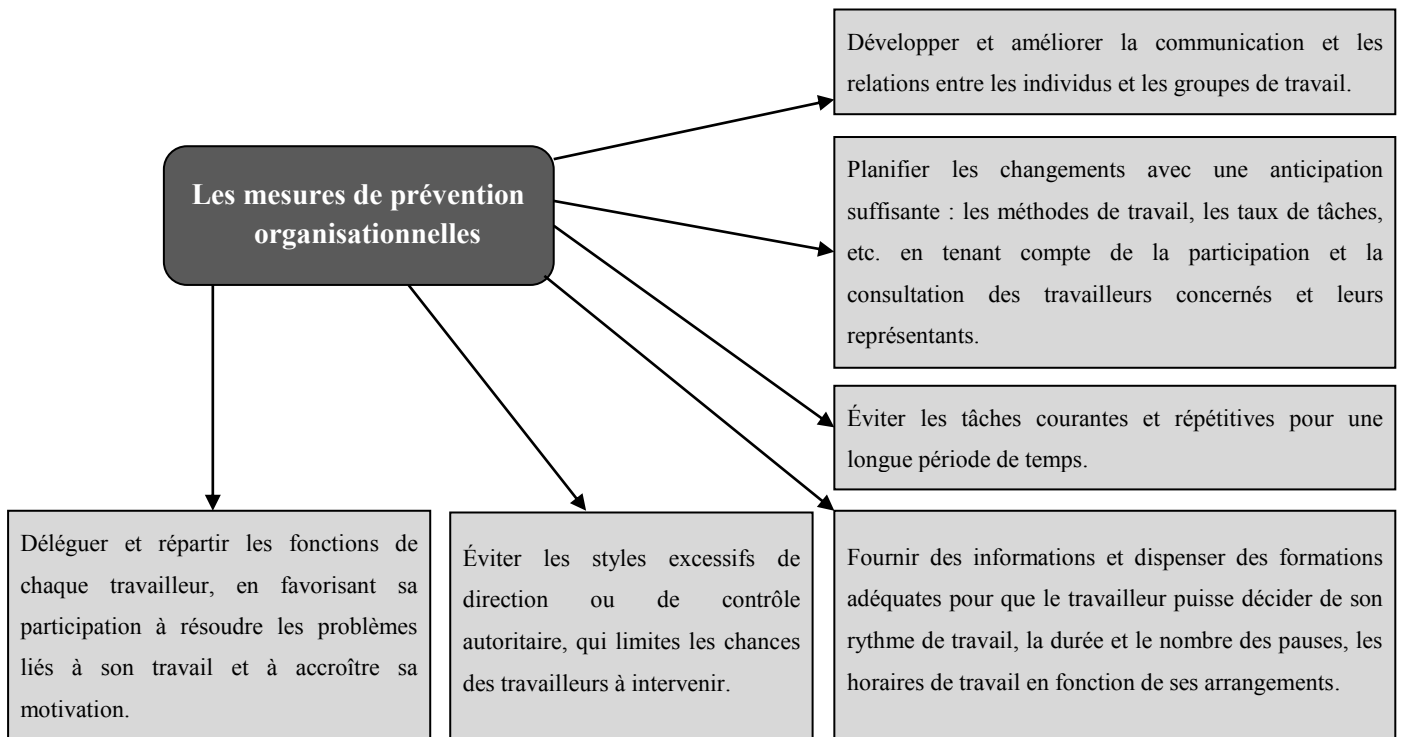 Les mesures de prévention
organisationnelles
Développer et améliorer la communication et les
relations entre les individus et les groupes de travail.
Planifier les changements avec une anticipation
suffisante : les méthodes de travail, les taux de tâches,
etc. en tenant compte de la participation et la
consultation des travailleurs concernés et leurs
représentants.
Éviter les tâches courantes et répétitives pour une
longue période de temps.
Fournir des informations et dispenser des formations
adéquates pour que le travailleur puisse décider de son
rythme de travail, la durée et le nombre des pauses, les
horaires de travail en fonction de ses arrangements.
Éviter les styles excessifs de
direction ou de contrôle
autoritaire, qui limites les chances
des travailleurs à intervenir.
Déléguer et répartir les fonctions de
chaque travailleur, en favorisant sa
participation à résoudre les problèmes
liés à son travail et à accroître sa
motivation.